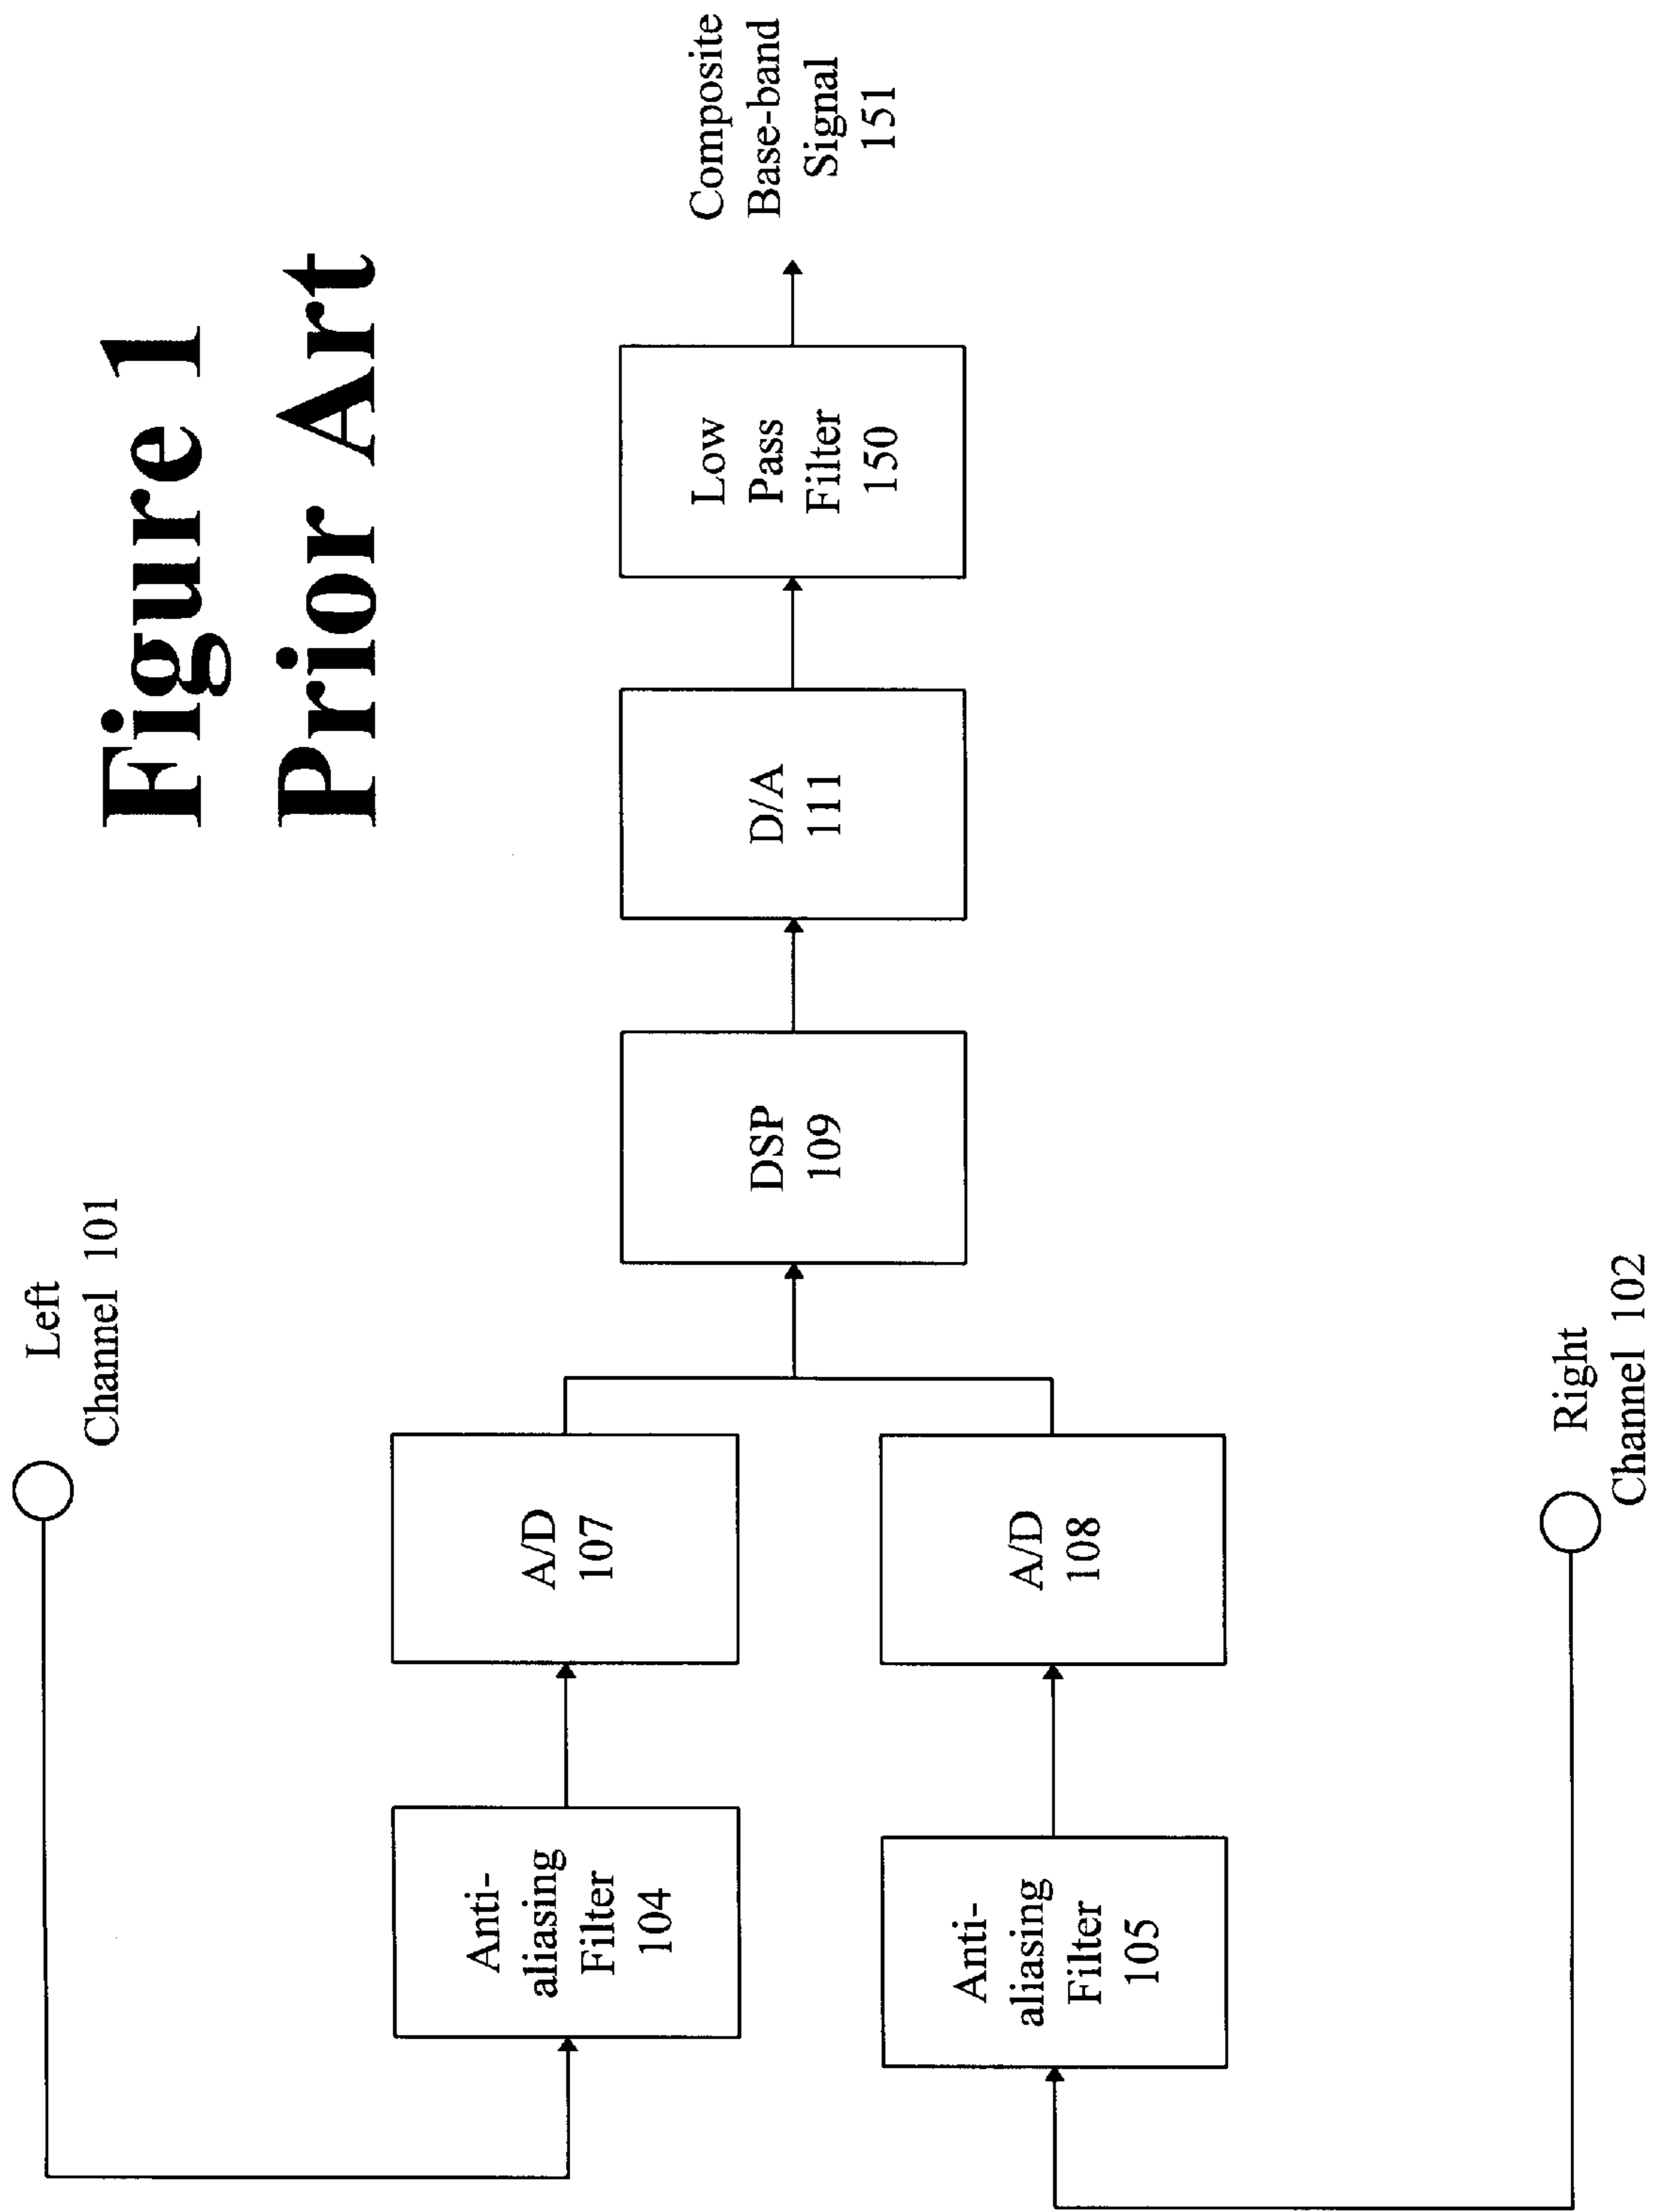 Figure 1
Prior Art
Left
Channel 101
Anti-
aliasing
Filter
104
A/D
107
DSP
109
D/A
111
Low
Pass
Filter
150
Composite
Base-band
Signal
151
Anti-
aliasing
Filter
105
A/D
108
Right
Channel 102